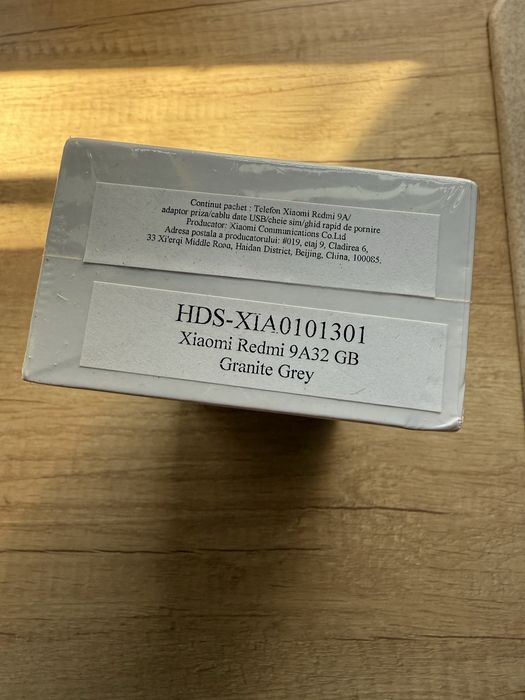 Continut pachet : Telefon Xiaomi Redmi 9A/
adaptor priza/cablu date USB/cheie sim/ghid rapid de pornire
Producator: Xiaomi Communications Co.Ltd
Adresa postala a producatorului: #019, etaj 9, Cladirea 6,
33 Xi'erqi Middle Road, Haidan District, Beijing, China, 100085.
HDS-XIA0101301
Xiaomi Redmi 9A32 GB
Granite Grey